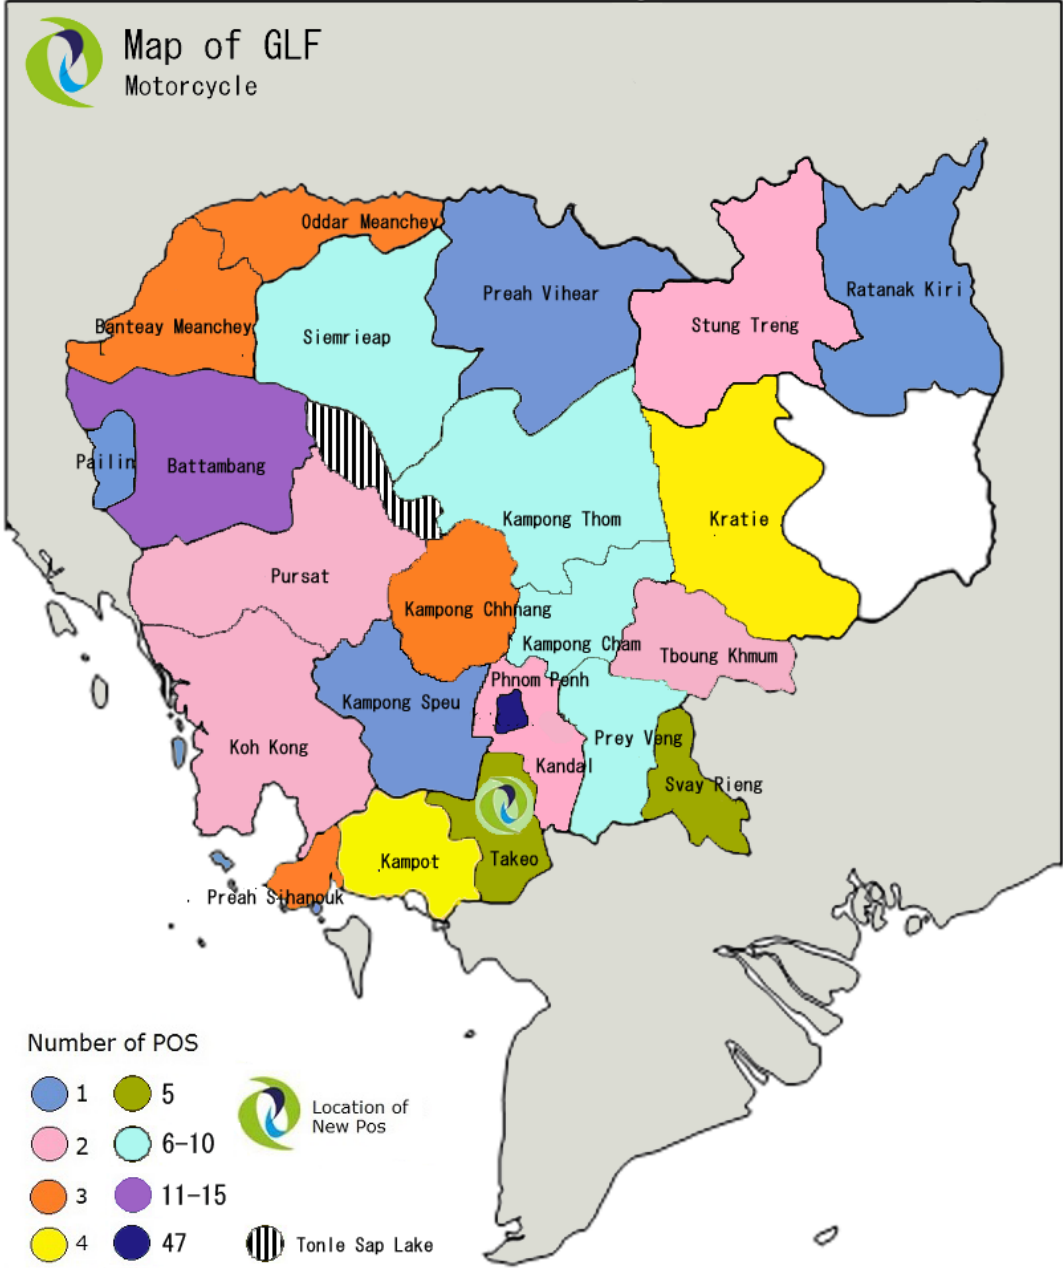 Map of GLF
Motorcycle
Oddar Meanchey
Preah Vihear
Ratanak Kiri
Stung Treng
Banteay Meanchey
Siemrieap
Pailin
Battambang
Kampong Thom
Kratie
Pursat
Kampong Chhnang
Kampong Cham
Tboung Khmum
Phnom Penh
Kampong Speu
Prey Veng
Koh Kong
Kandal
Svay Rieng
Takeo
Kampot
Preah Sihanouk
Number of POS
1
5
2
6-10
3
11-15
4
47
Location of
New Pos
Tonle Sap Lake